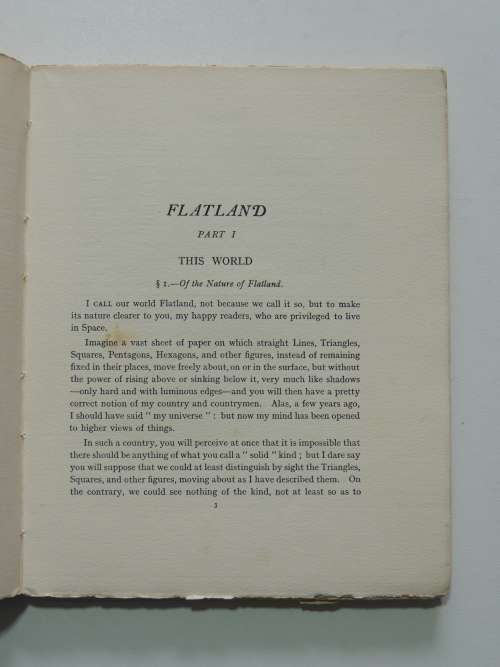 FLATLAND
PART I
THIS WORLD
§ 1.—Of the Nature of Flatland.
I CALL our world Flatland, not because we call it so, but to make
its nature clearer to you, my happy readers, who are privileged to live
in Space.
Imagine a vast sheet of paper on which straight Lines, Triangles,
Squares, Pentagons, Hexagons, and other figures, instead of remaining
fixed in their places, move freely about, on or in the surface, but without
the power of rising above or sinking below it, very much like shadows
—only hard and with luminous edges—and you will then have a pretty
correct notion of my country and countrymen. Alas, a few years ago,
I should have said “ my universe ” : but now my mind has been opened
to higher views of things.
In such a country, you will perceive at once that it is impossible that
there should be anything of what you call a “ solid ” kind ; but I dare say
you will suppose that we could at least distinguish by sight the Triangles,
Squares, and other figures, moving about as I have described them. On
the contrary, we could see nothing of the kind, not at least so as to
3